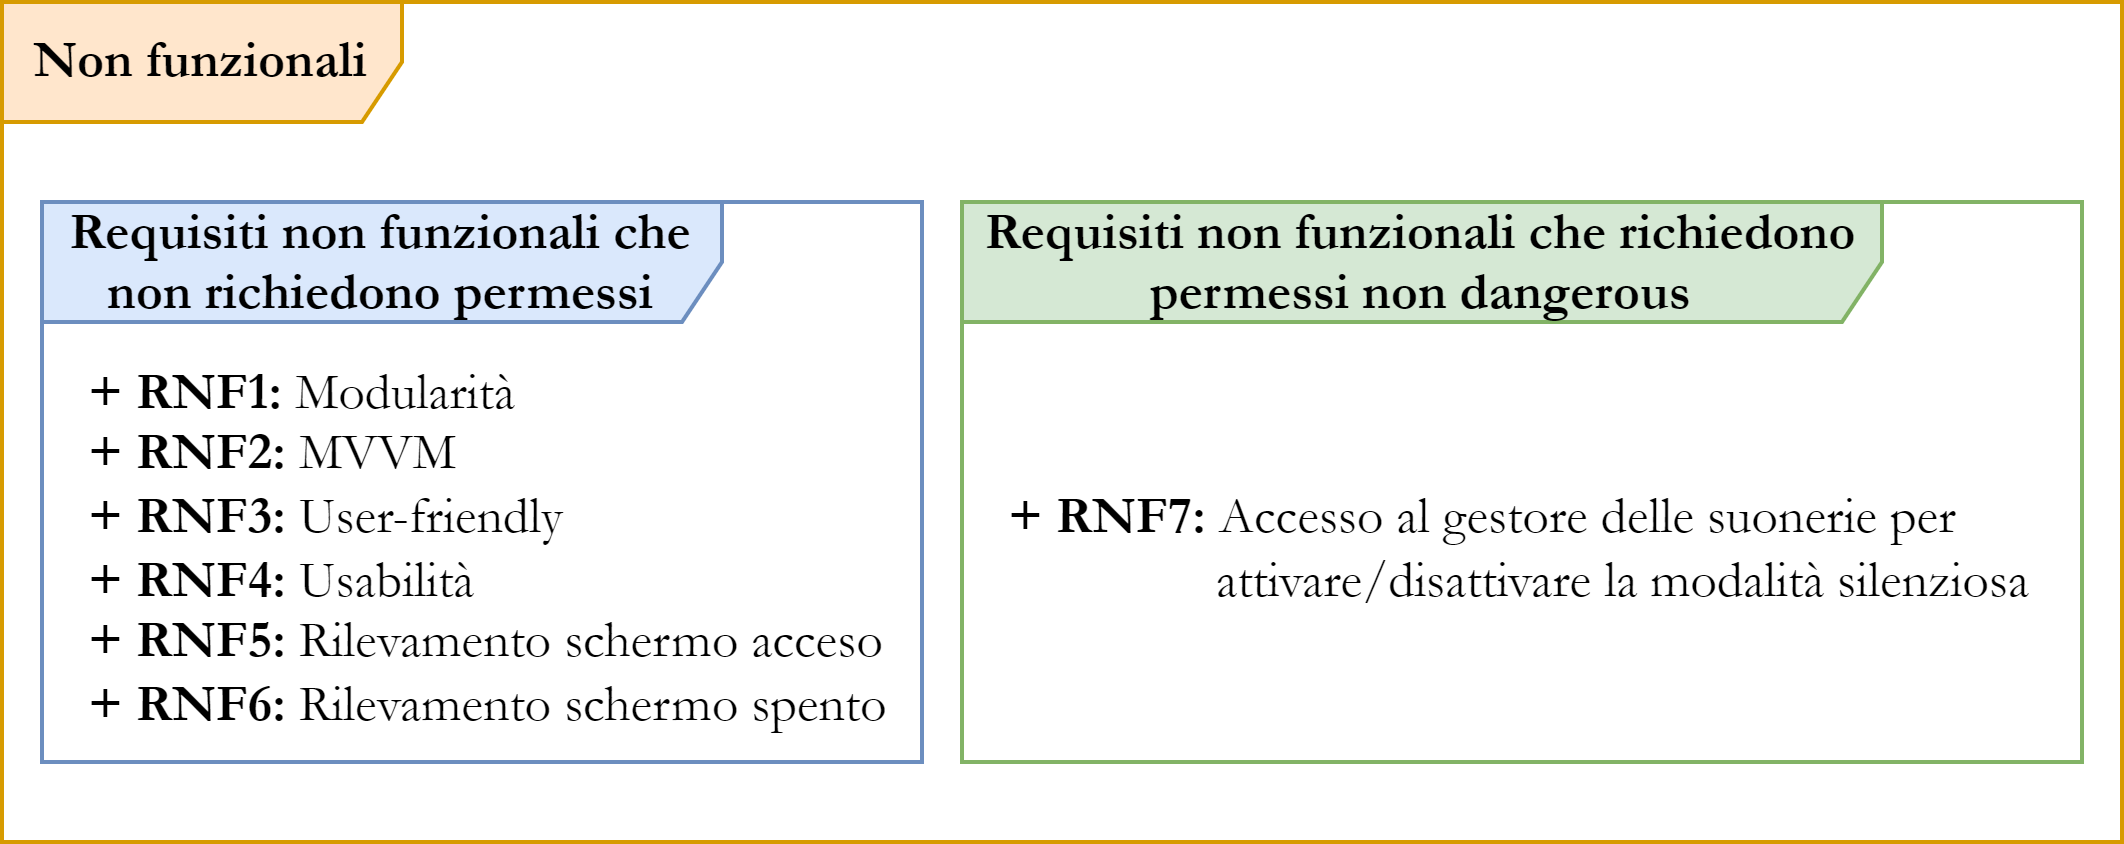 Non funzionali
Requisiti non funzionali che
non richiedono permessi
+ RNF1: Modularità
+ RNF2: MVVM
+ RNF3: User-friendly
+ RNF4: Usabilità
+ RNF5: Rilevamento schermo acceso
+ RNF6: Rilevamento schermo spento
Requisiti non funzionali che richiedono
permessi non dangerous
+ RNF7: Accesso al gestore delle suonerie per
attivare/disattivare la modalità silenziosa